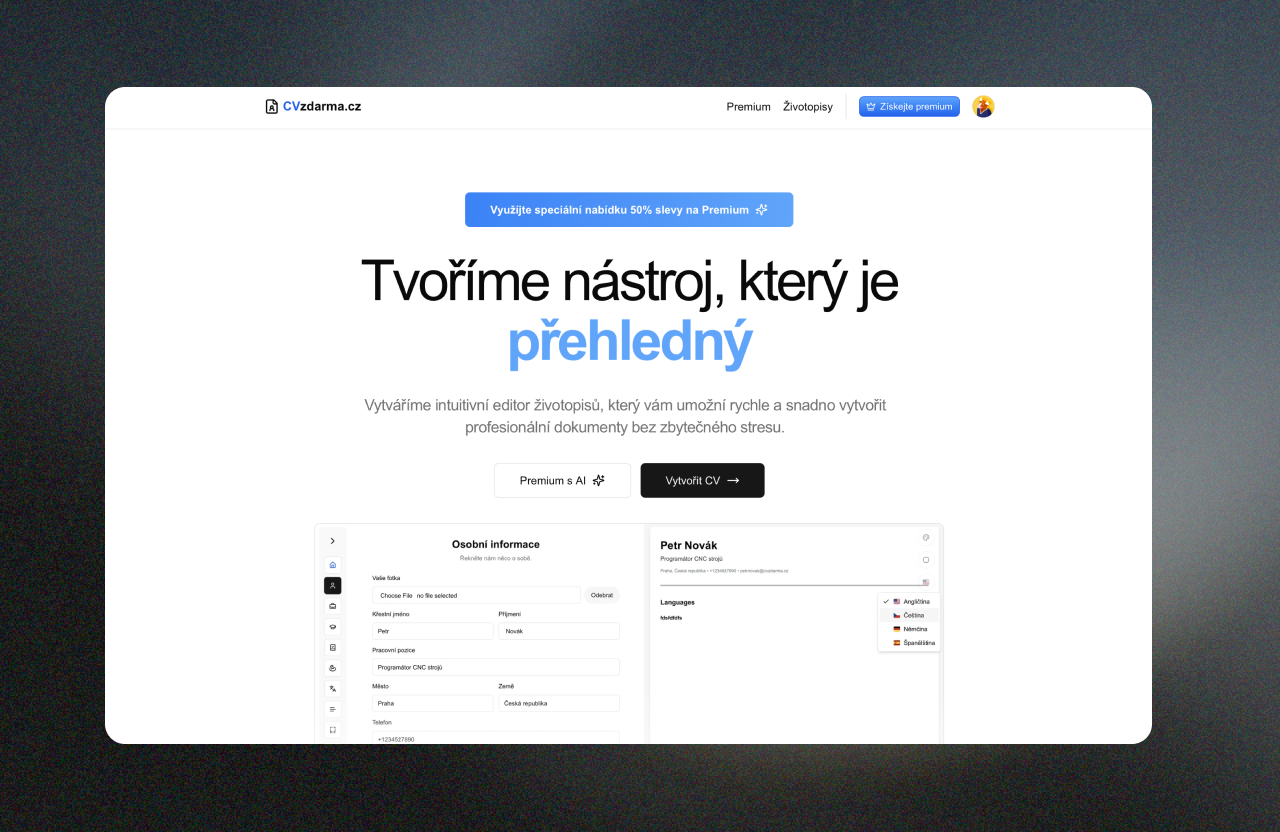 CVzdarma.cz
Premium Životopisy Získejte premium
Využijte speciální nabídku 50% slevy na Premium
Tvoříme nástroj, který je
přehledný
Vytváříme intuitivní editor životopisů, který vám umožní rychle a snadno vytvořit
profesionální dokumenty bez zbytečného stresu.
Premium s AI
Vytvořit CV
Osobní informace
Řekněte nám něco o sobě.
Vaše fotka
Choose File no file selected
Odebrat
Křestní jméno
Příjmení
Petr
Novák
Pracovní pozice
Programátor CNC strojů
Město
Země
Praha
Česká republika
Telefon
+1234527890
Petr Novák
Programátor CNC strojů
Praha, Česká republika • +1234527890 • petrnovak@cvzdarma.cz
Languages
fdsfdfdfs
Angličtina
Čeština
Němčina
Španělština